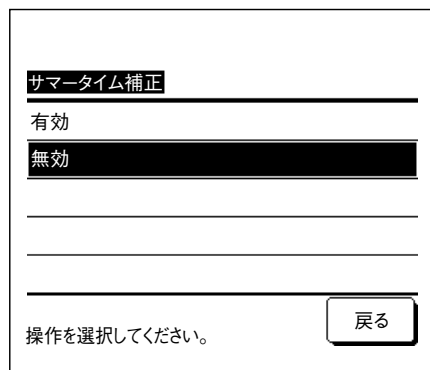 サマータイム補正
有効
無効
操作を選択してください。
戻る